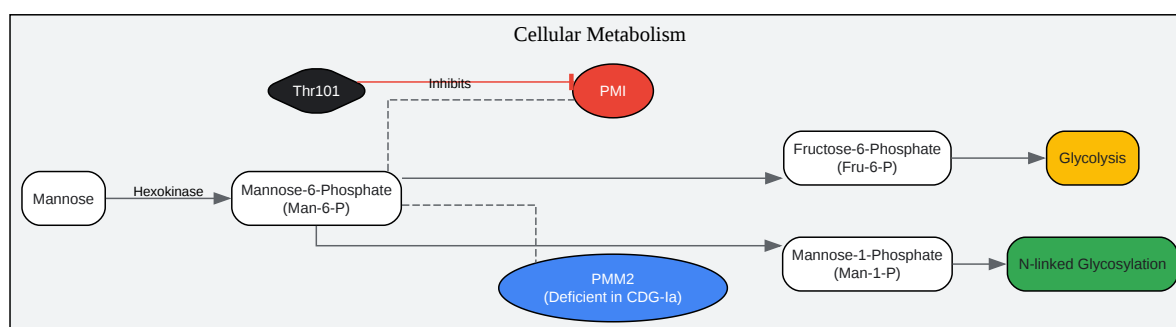 Cellular Metabolism
Thr101
Inhibits
PMI
Fructose-6-Phosphate
(Fru-6-P)
Glycolysis
Mannose
Hexokinase
Mannose-6-Phosphate
(Man-6-P)
Mannose-1-Phosphate
(Man-1-P)
N-linked Glycosylation
PMM2
(Deficient in CDG-Ia)